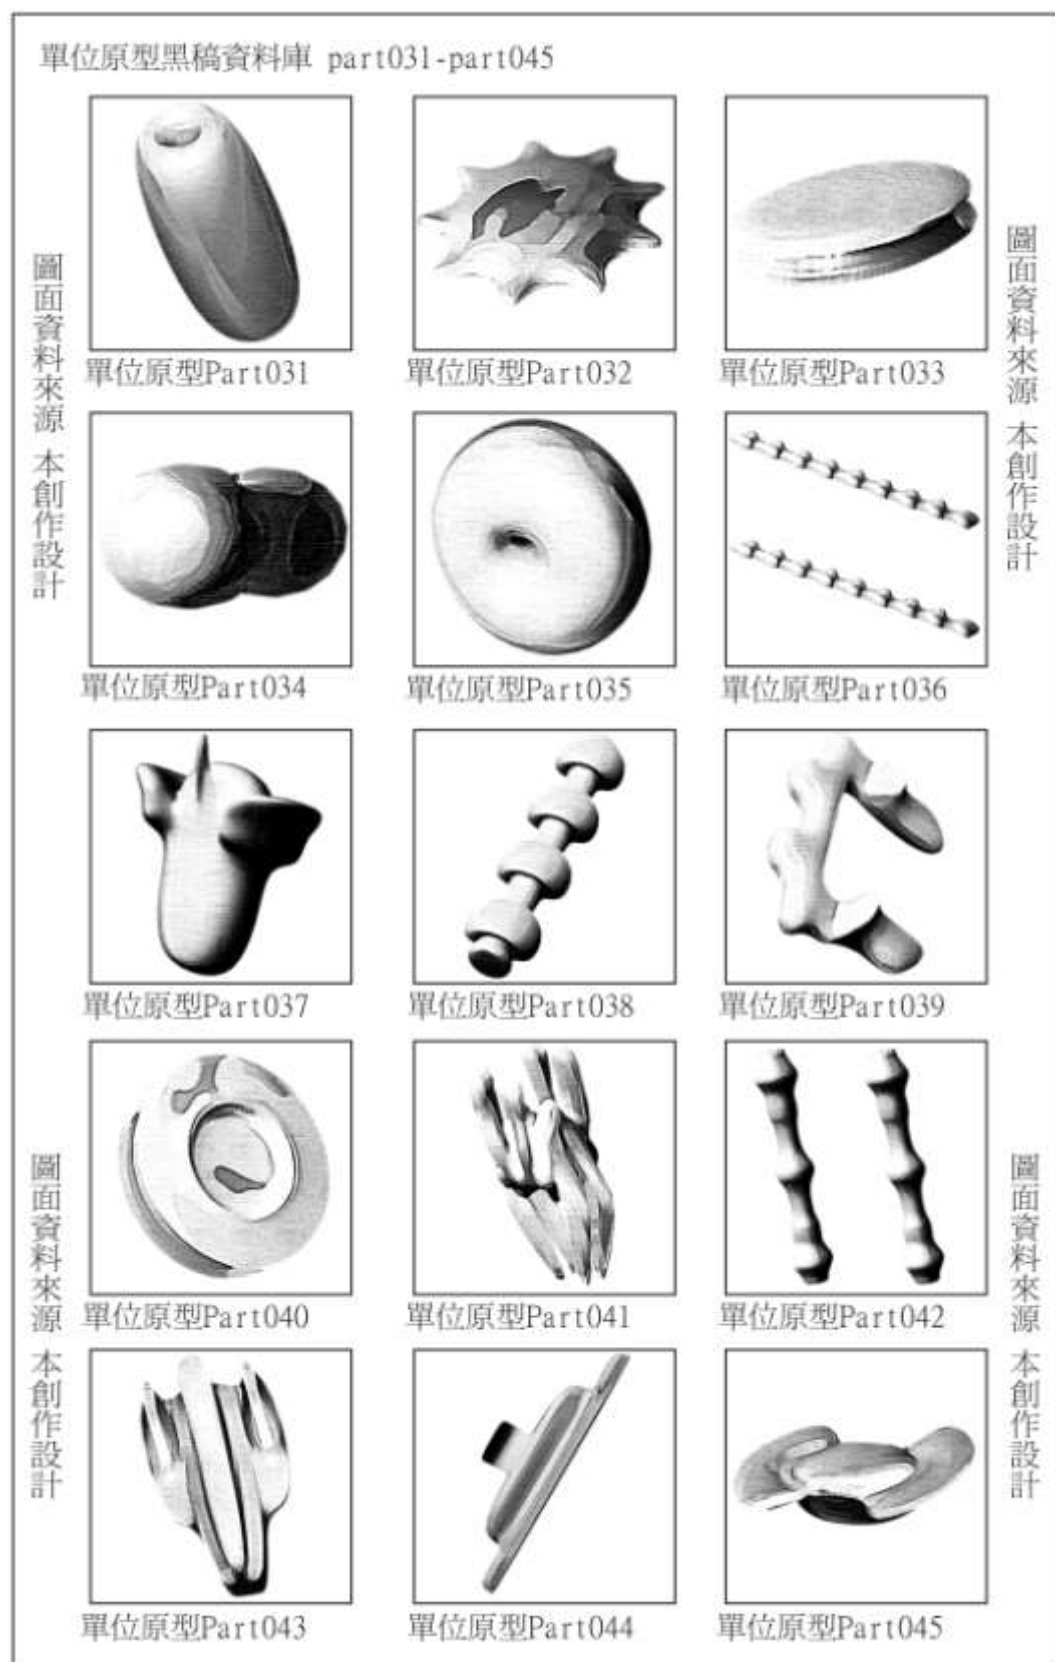 單位原型黑稿資料庫 part031-part045
圖面資料來源 本創作設計
圖面資料來源 本創作設計
單位原型Part031
單位原型Part032
單位原型Part033
單位原型Part034
單位原型Part035
單位原型Part036
單位原型Part037
單位原型Part038
單位原型Part039
圖面資料來源 本創作設計
圖面資料來源 本創作設計
單位原型Part040
單位原型Part041
單位原型Part042
單位原型Part043
單位原型Part044
單位原型Part045